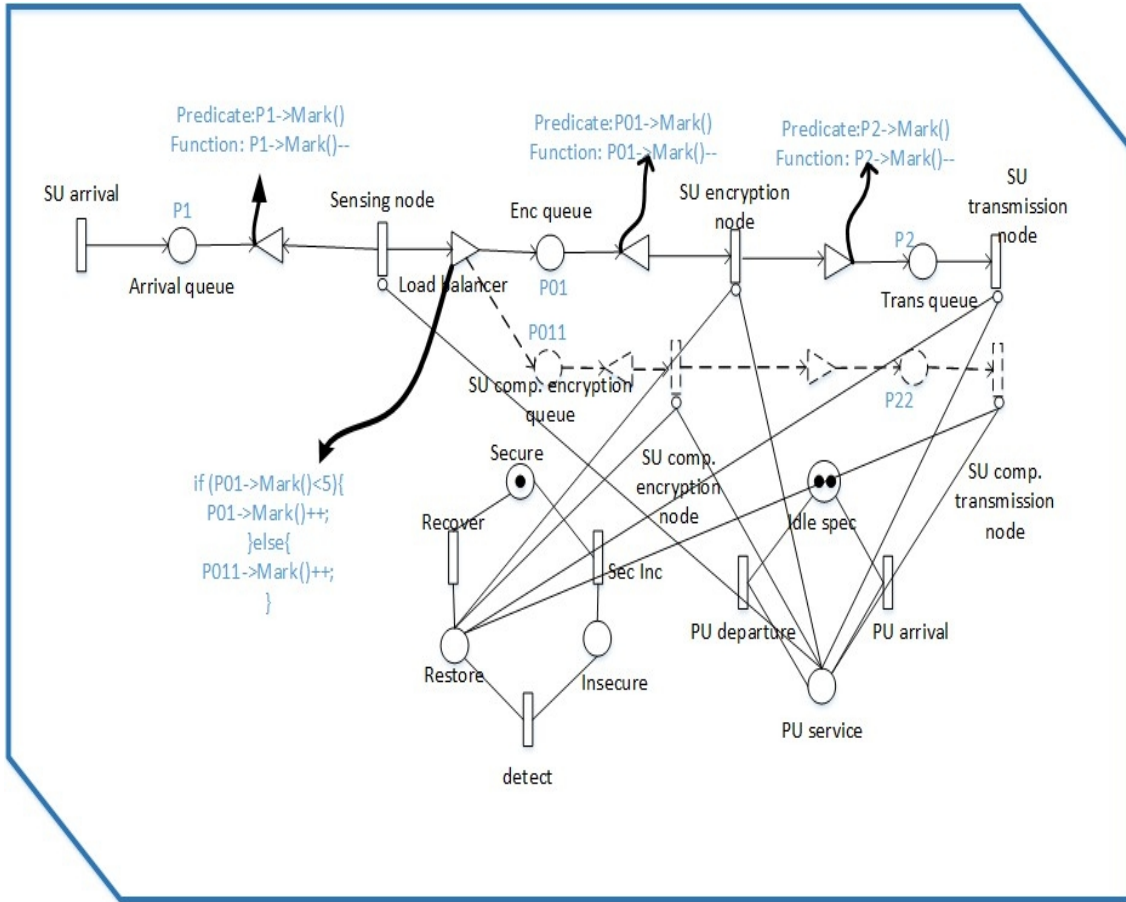 Predicate:P1->Mark()
Function: P1->Mark()--
Predicate:P01->Mark()
Function: P01->Mark()--
Predicate:P2->Mark()
Function: P2->Mark()--
SU arrival
P1
Arrival queue
Sensing node
Load balancer
Enc queue
P01
SU encryption
node
P2
Trans queue
SU
transmission
node
P011
SU comp. encryption
queue
P22
SU comp.
encryption
node
SU comp.
transmission
node
if (P01->Mark()<5){
P01->Mark()++;
}else{
P011->Mark()++;
}
Secure
Recover
Sec Inc
Restore
Insecure
detect
Idle spec
PU departure
PU arrival
PU service